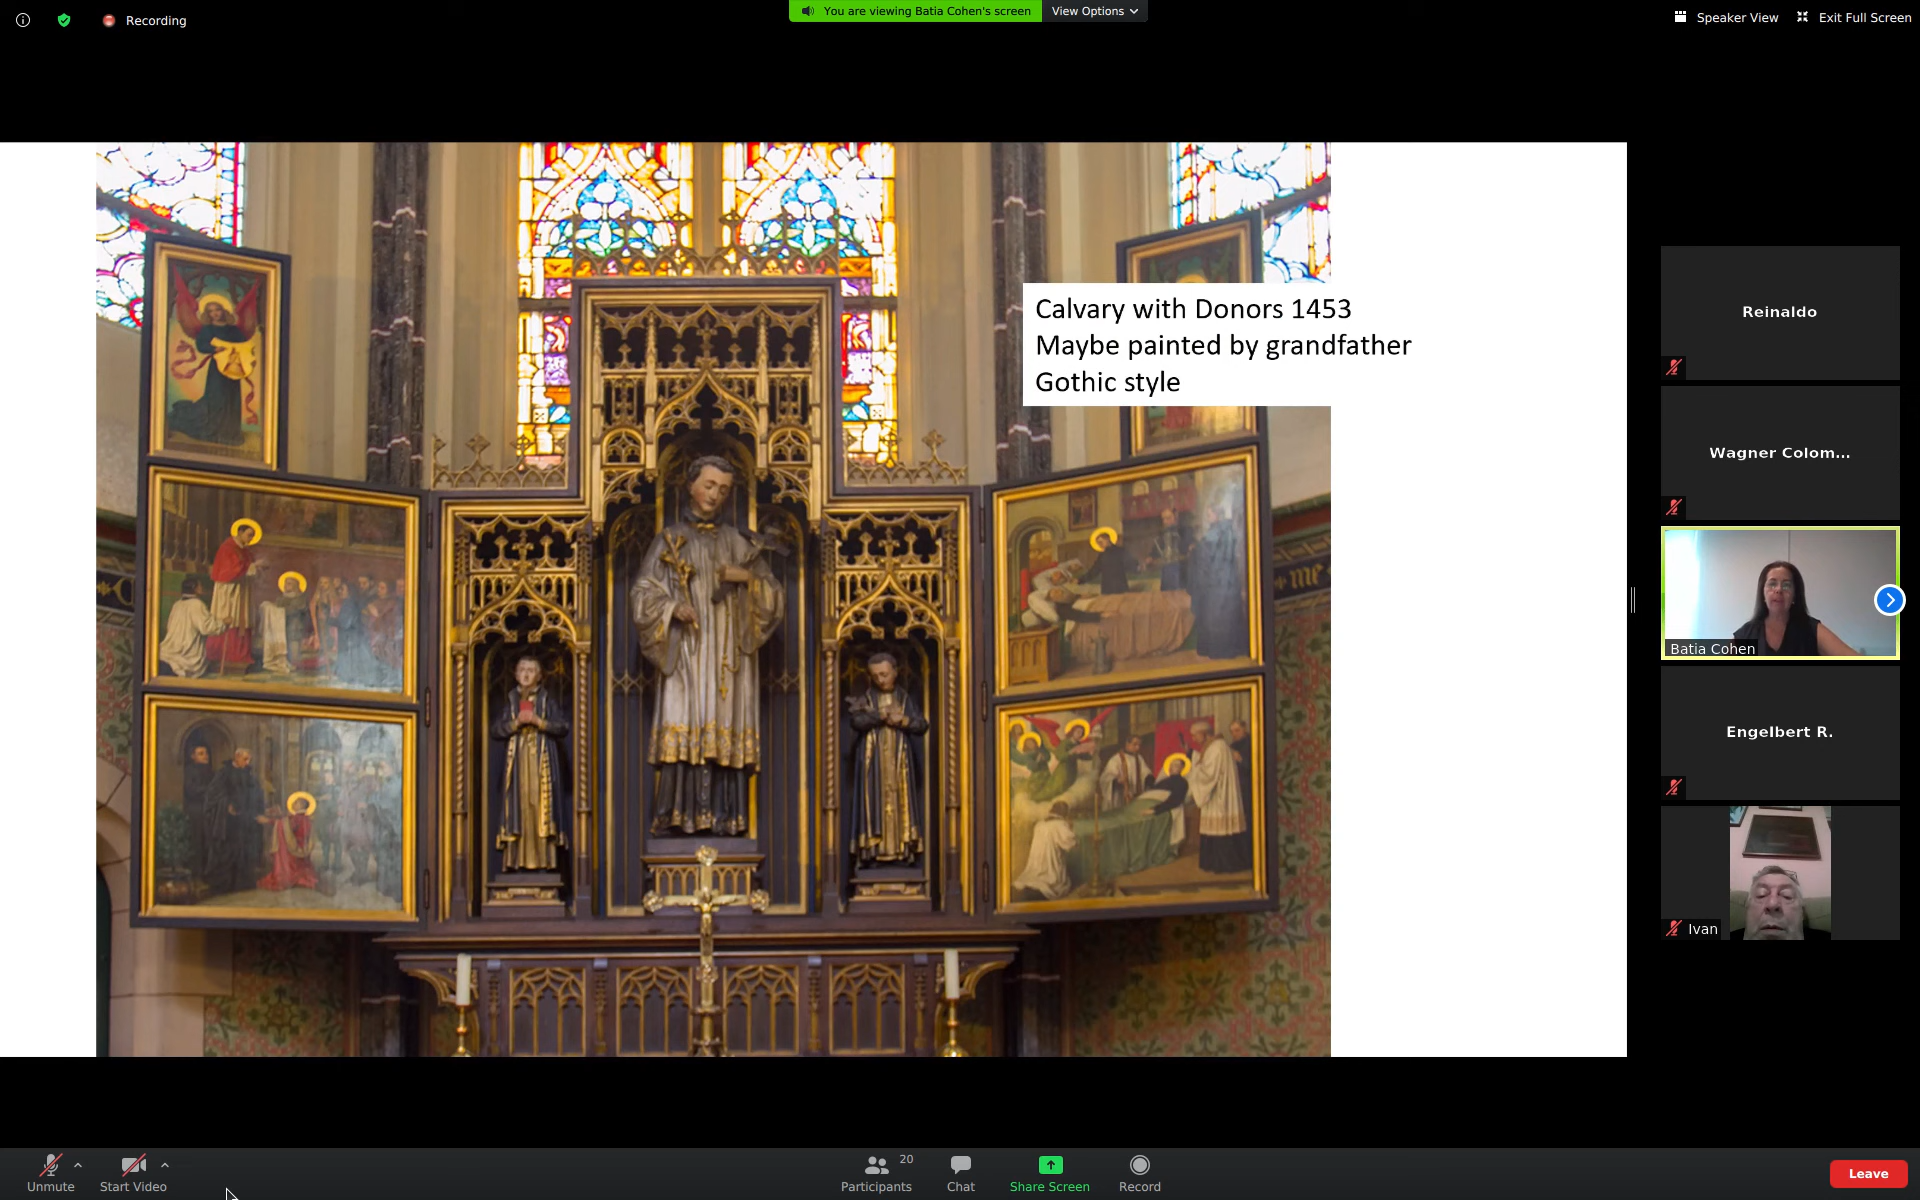 Recording
You are viewing Batia Cohen's screen
View Options
Speaker View
Exit Full Screen
Calvary with Donors 1453
Maybe painted by grandfather
Gothic style
Reinaldo
Wagner Colom...
Batia Cohen
Engelbert R.
Ivan
Unmute
Start Video
Participants
20
Chat
Share Screen
Record
Leave